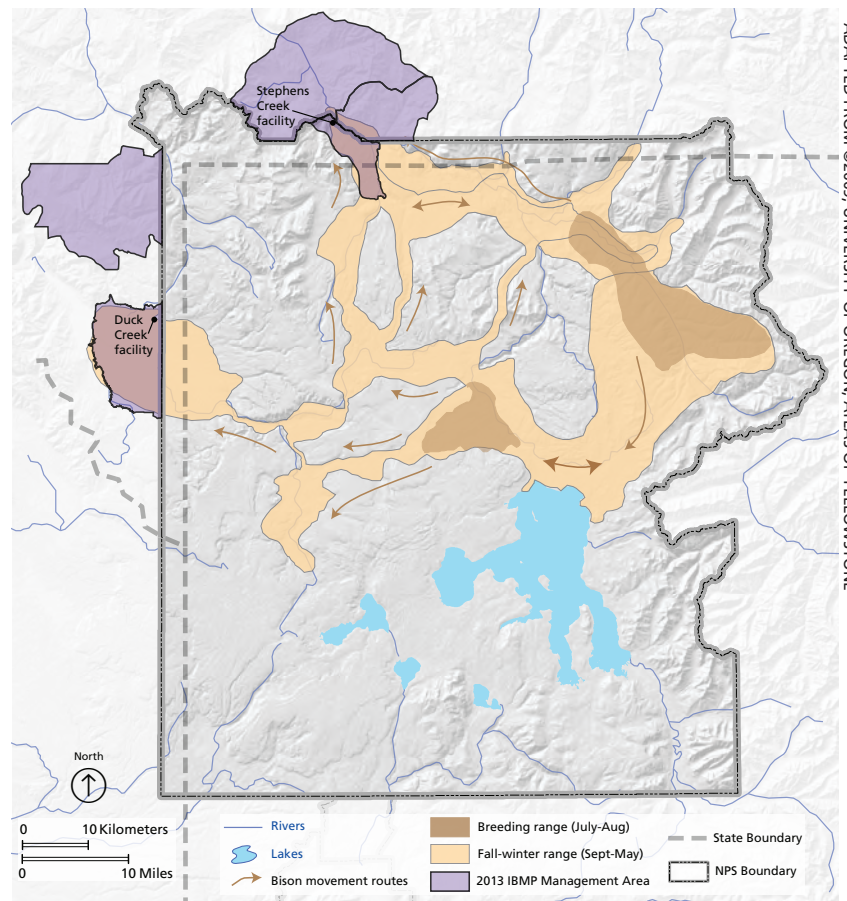 Stephens
Creek
facility
Duck
Creek
facility
North
0 10 Kilometers
0 10 Miles
Rivers
Lakes
Bison movement routes
Breeding range (July-Aug)
Fall-winter range (Sept-May)
2013 IBMP Management Area
State Boundary
NPS Boundary